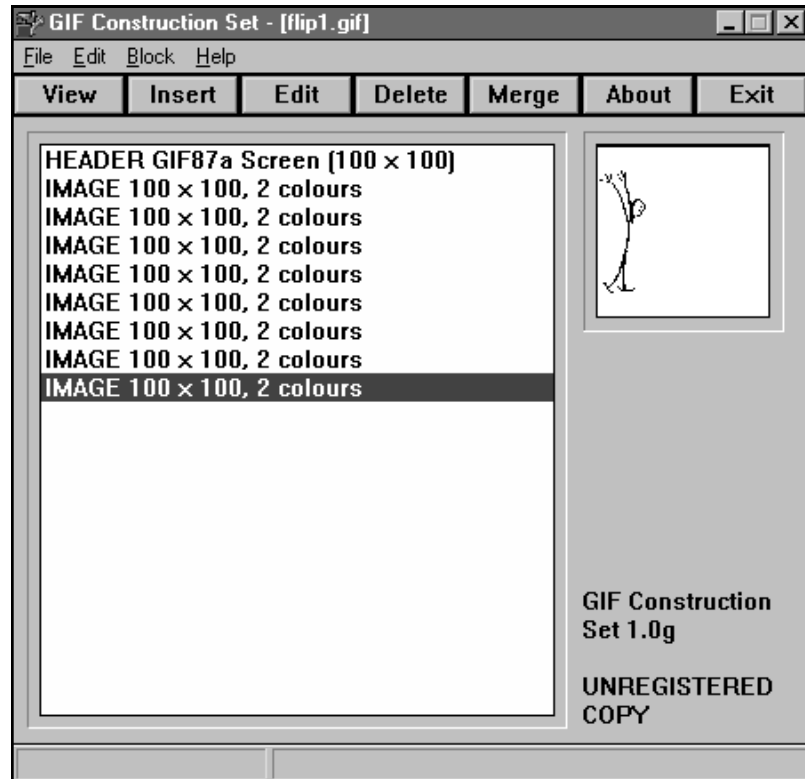 GIF Construction Set - [flip1.gif]
File Edit Block Help
View Insert Edit Delete Merge About Exit
HEADER GIF87a Screen (100 x 100)
IMAGE 100 x 100, 2 colours
IMAGE 100 x 100, 2 colours
IMAGE 100 x 100, 2 colours
IMAGE 100 x 100, 2 colours
IMAGE 100 x 100, 2 colours
IMAGE 100 x 100, 2 colours
IMAGE 100 x 100, 2 colours
IMAGE 100 x 100, 2 colours
GIF Construction
Set 1.0g
UNREGISTERED
COPY